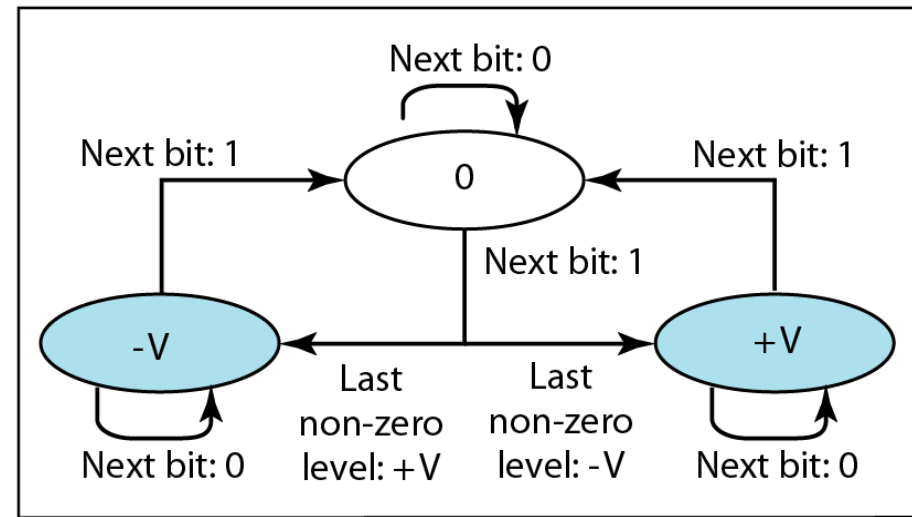 Next bit: 0
Next bit: 1
Next bit: 1
0
Next bit: 1
-V
+V
Last
non-zero
level: +V
Last
non-zero
level: -V
Next bit: 0
Next bit: 0